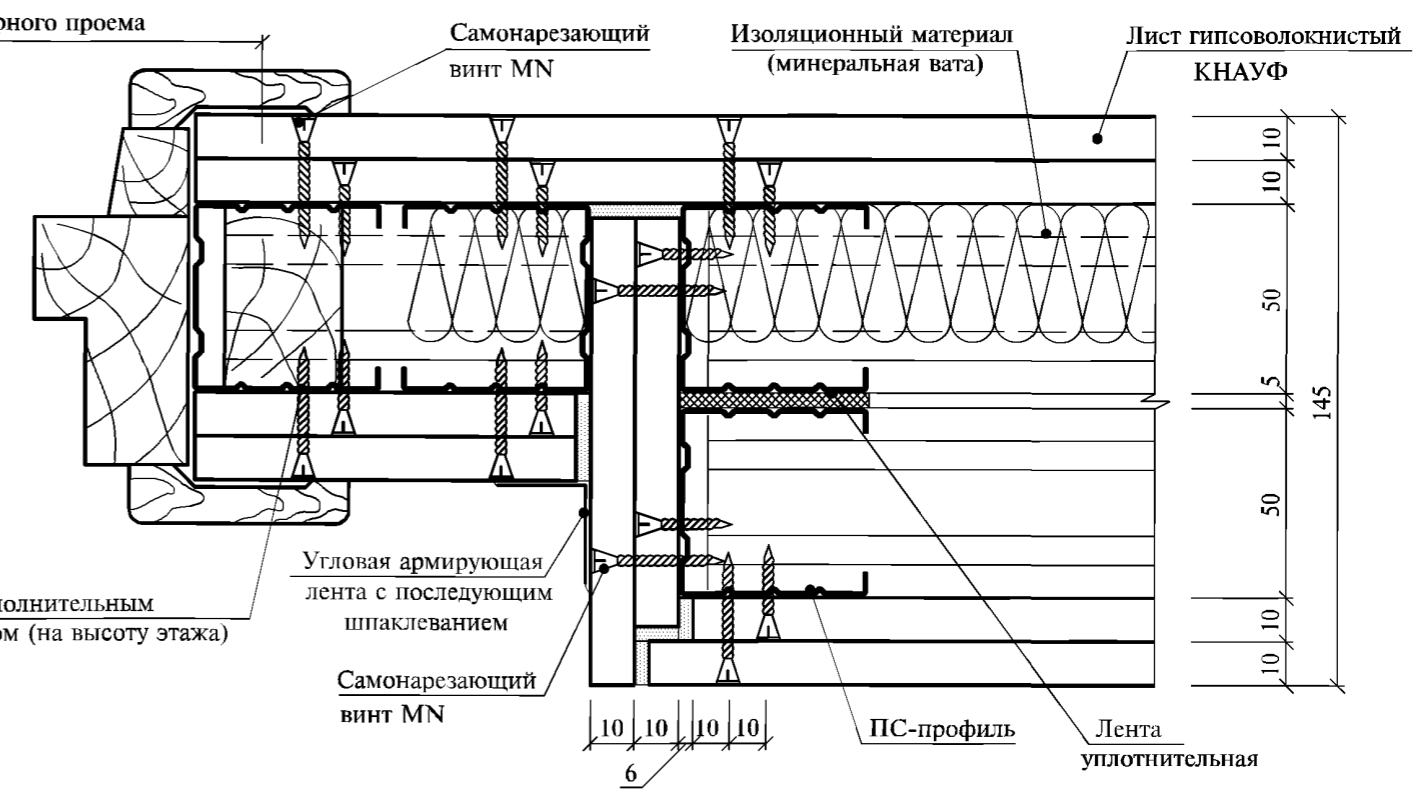 рного проема
Самонарезающий
винт MN
Изоляционный материал
(минеральная вата)
Лист гипсоволокнистый
КНАУФ
10
10
50
5
50
10
10
145
Угловая армирующая
лента с последующим
шпаклеванием
полнительным
ом (на высоту этажа)
Самонарезающий
винт MN
10
10
6
10
10
ПС-профиль
Лента
уплотнительная